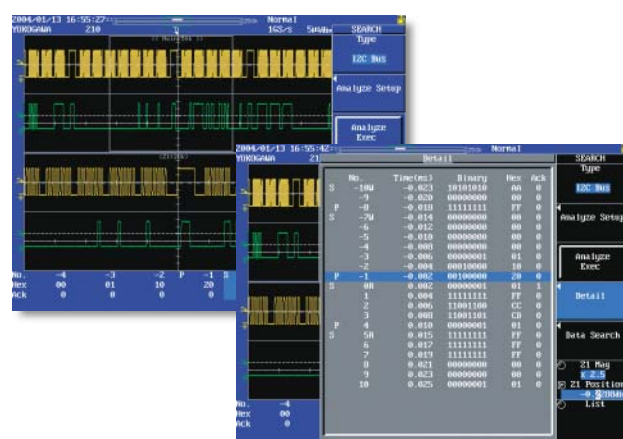 2004/01/13 16:55:27
Normal
YOKOGAWA
1GS/s
SEARCH
Type
I2C Bus
Analyze Setup
Analyze
Exec
No. -4 -3 -2 P -1 S
Hex 00 01 10 20
Ack 0 0 0 0
2004/01/13 16:55:42
Normal
YOKOGAWA
Detail
No. Time(ms) Binary Hex Ack
S -10W -0.023 10101010 AA 0
-9 -0.020 00000000 00 0
P -8 -0.018 11111111 FF 0
S -7W -0.014 00000000 00 0
-6 -0.012 00000000 00 0
-5 -0.010 00000000 00 0
-4 -0.008 00000000 00 0
-3 -0.006 00000001 01 0
-2 -0.004 00010000 10 0
P -1 -0.002 00100000 20 0
S 0R 0.002 00000001 01 1
1 0.004 11111111 FF 0
2 0.006 11001100 CC 0
3 0.008 11001101 CD 0
P 4 0.010 00000001 01 0
S 5R 0.015 11111111 FF 0
6 0.017 11111111 FF 0
7 0.019 11111111 FF 0
8 0.021 00000000 00 0
9 0.023 00000000 00 0
10 0.025 00000001 01 0
SEARCH
Type
I2C Bus
Analyze Setup
Analyze
Exec
Detail
Data Search
Z1 Mag
x 2.5
Z1 Position
List
No. -4
Hex 00
Ack 0